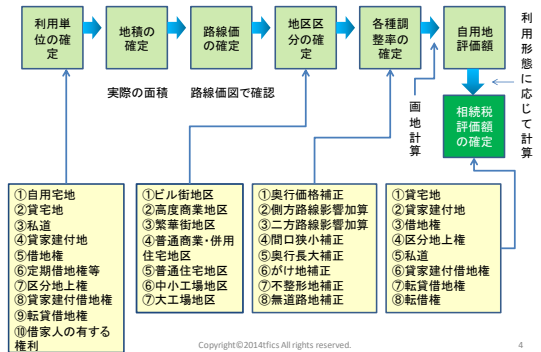 利用単
位の確
定
地積の
確定
路線価
の確定
地区区
分の確
定
各種調
整率の
確定
自用地
評価額
利用形態に応じて計算
実際の面積
路線価図で確認
画地計算
相続税
評価額
の確定
①自用宅地
②貸宅地
③私道
④貸家建付地
⑤借地権
⑥定期借地権等
⑦区分地上権
⑧貸家建付借地権
⑨転貸借地権
⑩借家人の有する
権利
①ビル街地区
②高度商業地区
③繁華街地区
④普通商業・併用
住宅地区
⑤普通住宅地区
⑥中小工場地区
⑦大工場地区
①奥行価格補正
②側方路線影響加算
③二方路線影響加算
④間口狭小補正
⑤奥行長大補正
⑥がけ地補正
⑦不整形地補正
⑧無道路地補正
①貸宅地
②貸家建付地
③借地権
④区分地上権
⑤私道
⑥貸家建付借地権
⑦転貸借地権
⑧転借権
Copyright©2014tfics All rights reserved.
4